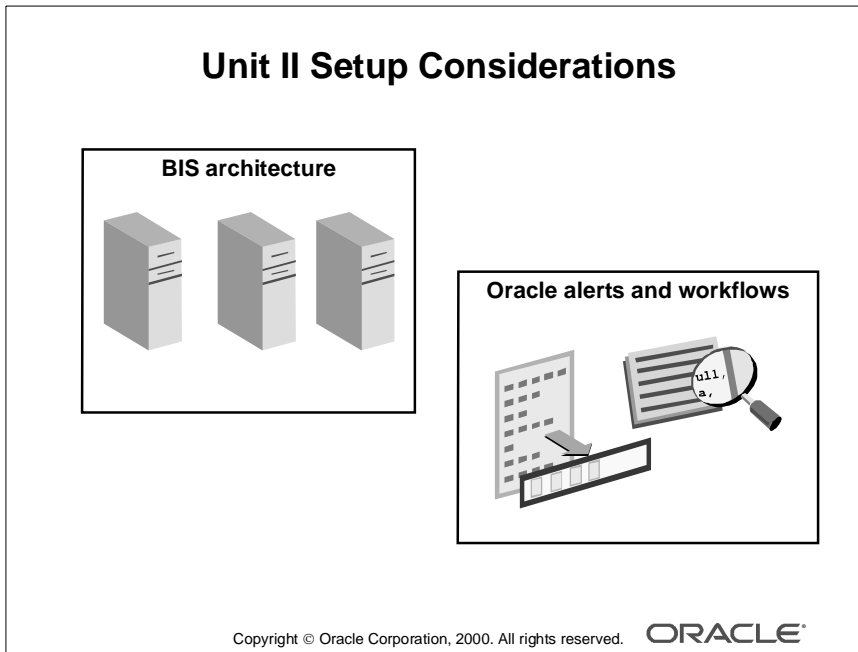 Unit II Setup Considerations
BIS architecture
Oracle alerts and workflows
ull,
a,
Copyright © Oracle Corporation, 2000. All rights reserved.
ORACLE®